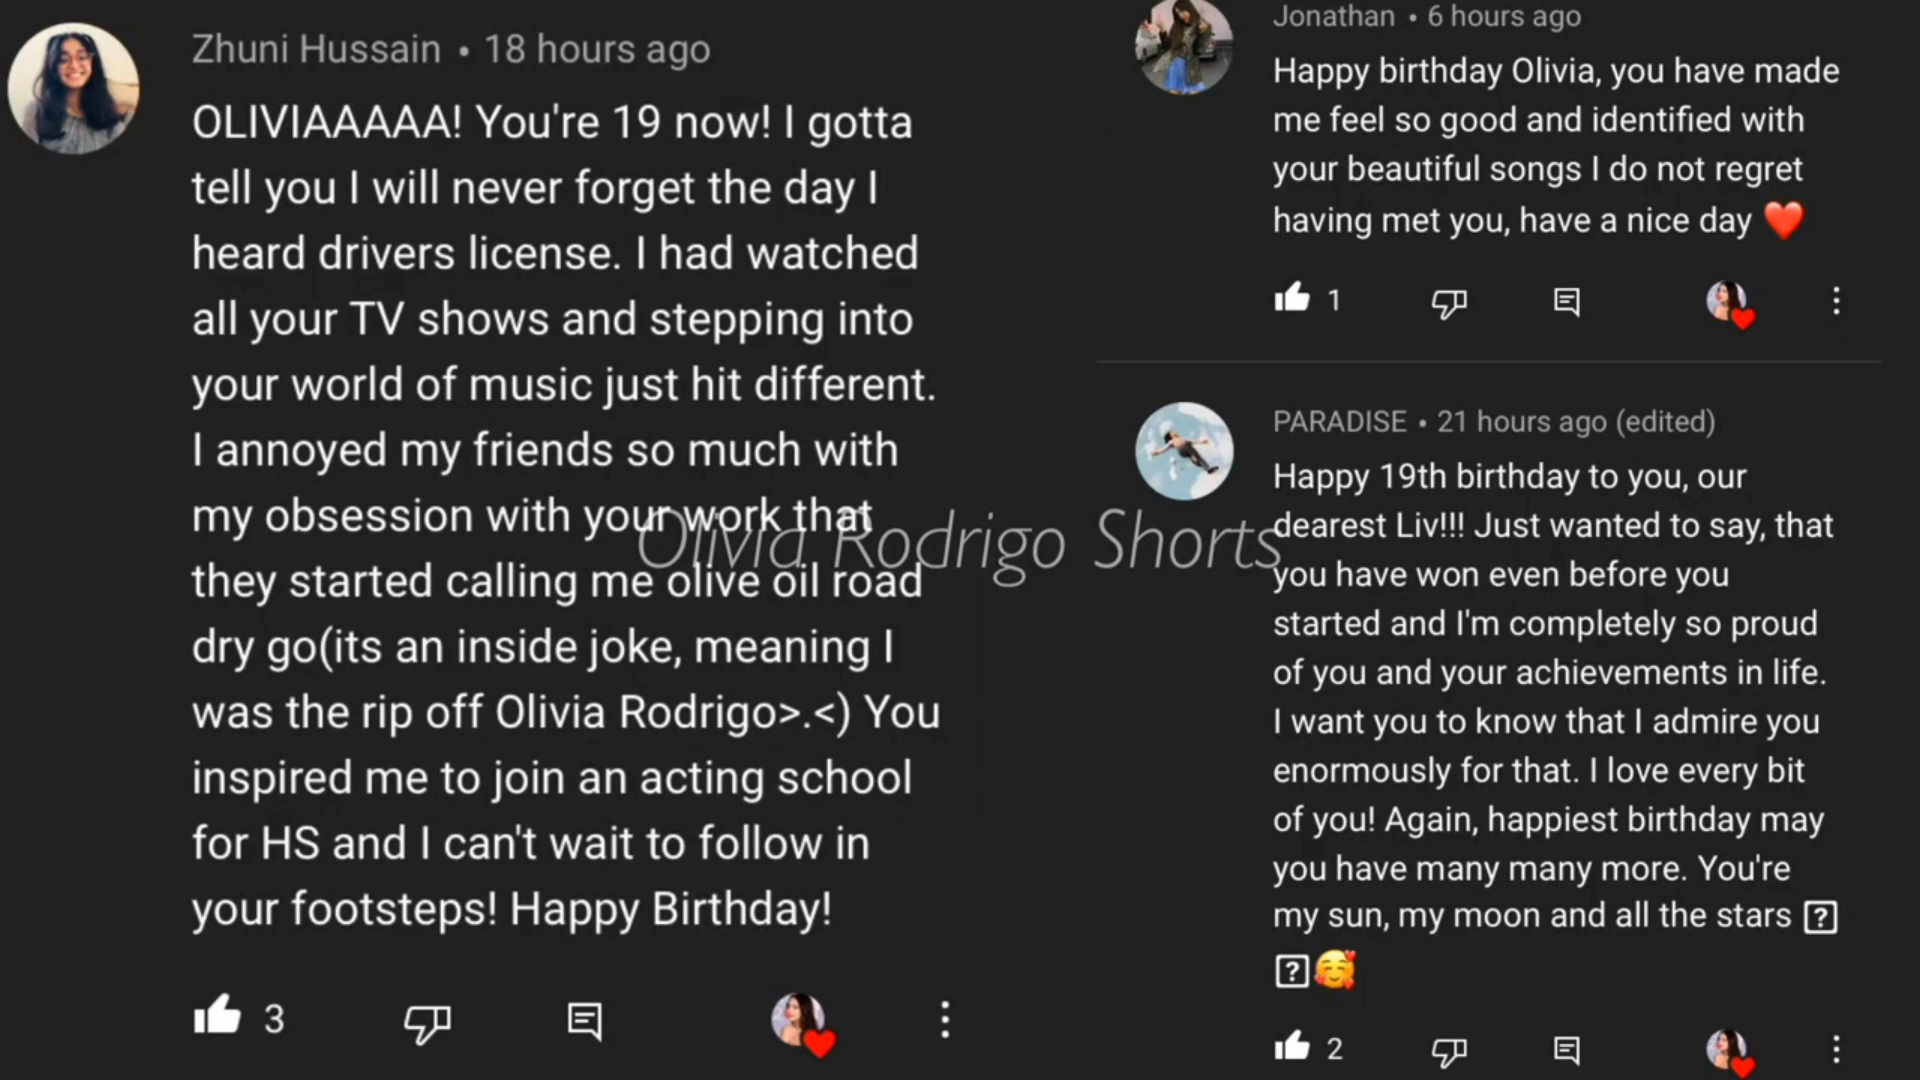 Zhuni Hussain • 18 hours ago
OLIVIAAAAA! You're 19 now! I gotta
tell you I will never forget the day I
heard drivers license. I had watched
all your TV shows and stepping into
your world of music just hit different.
I annoyed my friends so much with
my obsession with your work that
they started calling me olive oil road
dry go(its an inside joke, meaning I
was the rip off Olivia Rodrigo>.<) You
inspired me to join an acting school
for HS and I can't wait to follow in
your footsteps! Happy Birthday!
3
Olivia Rodrigo Shorts
Jonathan • 6 hours ago
Happy birthday Olivia, you have made
me feel so good and identified with
your beautiful songs I do not regret
having met you, have a nice day ❤️
1
PARADISE • 21 hours ago (edited)
Happy 19th birthday to you, our
dearest Liv!!! Just wanted to say, that
you have won even before you
started and I'm completely so proud
of you and your achievements in life.
I want you to know that I admire you
enormously for that. I love every bit
of you! Again, happiest birthday may
you have many many more. You're
my sun, my moon and all the stars ⍰
⍰🥰
2